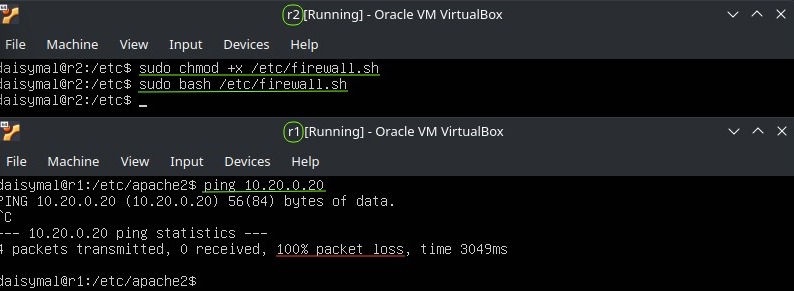 r2 [Running] - Oracle VM VirtualBox
File Machine View Input Devices Help
daisymal@r2:/etc$ sudo chmod +x /etc/firewall.sh
daisymal@r2:/etc$ sudo bash /etc/firewall.sh
daisymal@r2:/etc$ _
r1 [Running] - Oracle VM VirtualBox
File Machine View Input Devices Help
daisymal@r1:/etc/apache2$ ping 10.20.0.20
PING 10.20.0.20 (10.20.0.20) 56(84) bytes of data.
^C
--- 10.20.0.20 ping statistics ---
4 packets transmitted, 0 received, 100% packet loss, time 3049ms
daisymal@r1:/etc/apache2$